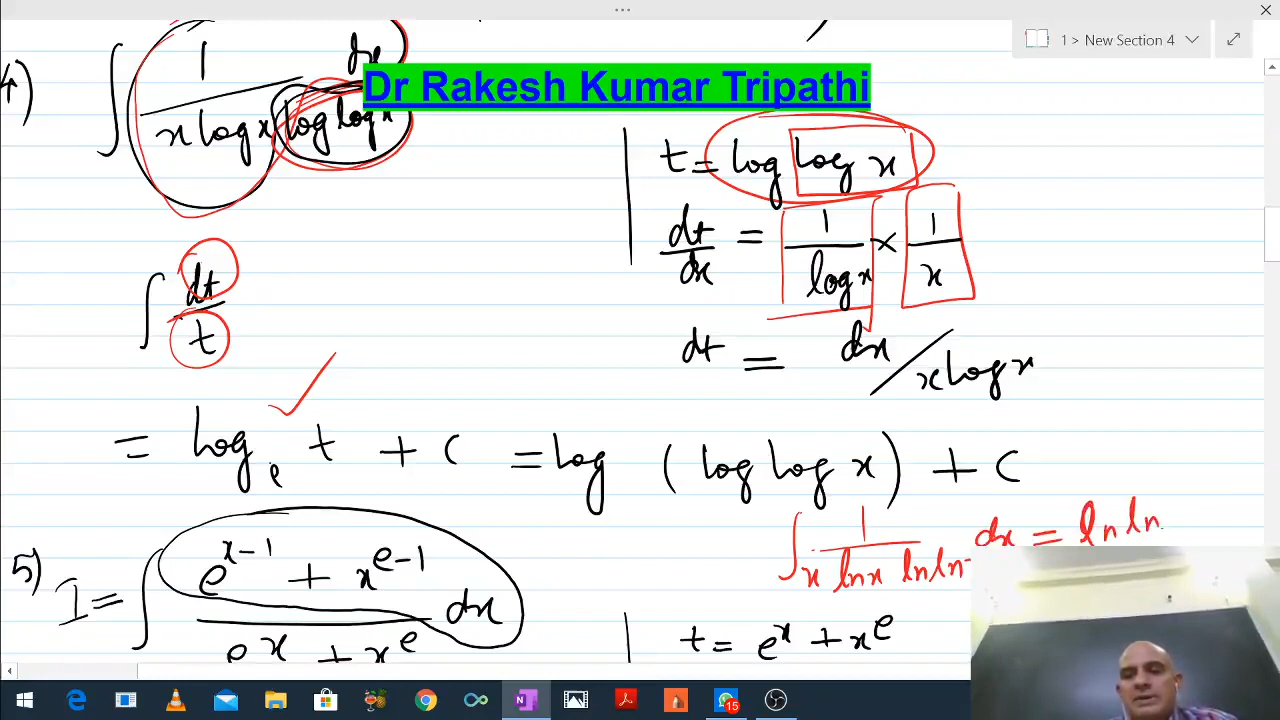 1 > New Section 4
4) ∫ 1 / (x log x log log x) dx
Dr Rakesh Kumar Tripathi
t = log log x
dt/dx = 1/log x × 1/x
∫ dt/t
dt = dx / x log x
= log_e t + c = log (log log x) + c
∫ 1 / (x ln x ln ln dx = ln ln
5) I = ∫ (e^(x-1) + x^(e-1)) / (e^x + x^e) dx
t = e^x + x^e
15